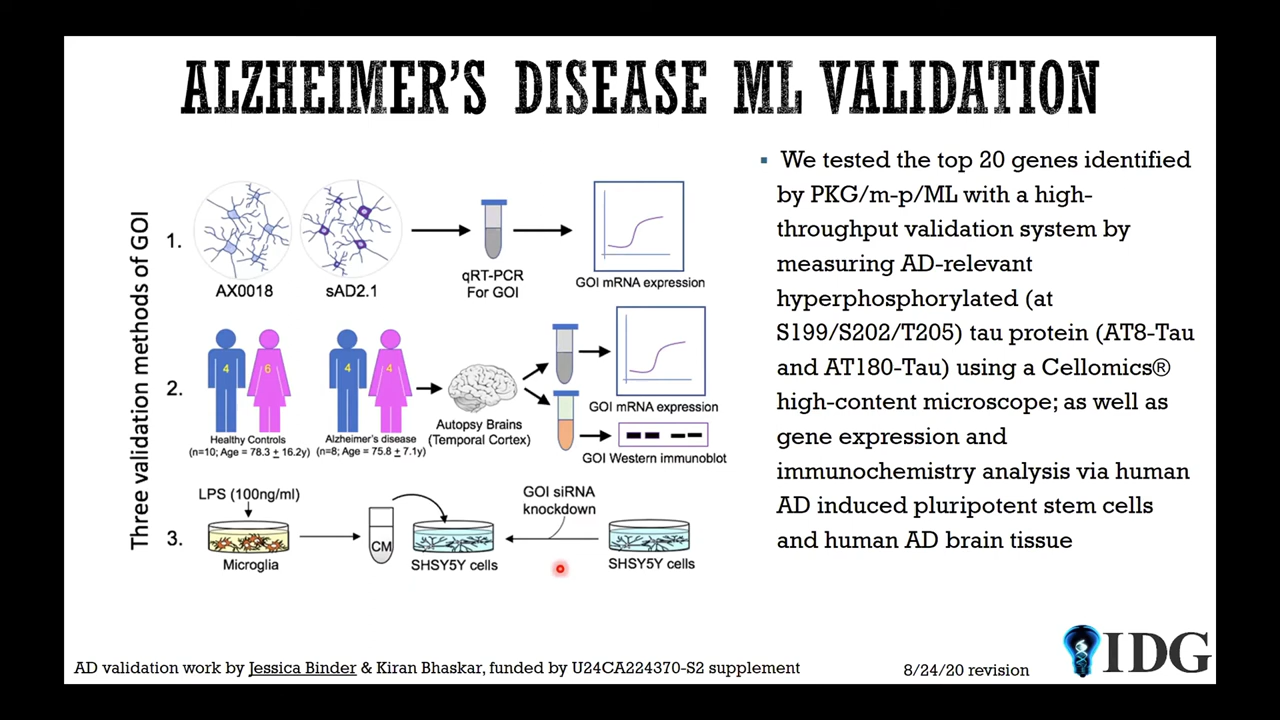 ALZHEIMER'S DISEASE ML VALIDATION
Three validation methods of GOI
1.
AX0018
sAD2.1
qRT-PCR
For GOI
GOI mRNA expression
2.
4
6
4
4
Healthy Controls
(n=10; Age = 78.3 ± 16.2y)
Alzheimer's disease
(n=8; Age = 75.8 ± 7.1y)
Autopsy Brains
(Temporal Cortex)
GOI mRNA expression
GOI Western immunoblot
3.
LPS (100ng/ml)
Microglia
CM
SHSY5Y cells
GOI siRNA
knockdown
SHSY5Y cells
▪ We tested the top 20 genes identified
by PKG/m-p/ML with a high-
throughput validation system by
measuring AD-relevant
hyperphosphorylated (at
S199/S202/T205) tau protein (AT8-Tau
and AT180-Tau) using a Cellomics®
high-content microscope; as well as
gene expression and
immunochemistry analysis via human
AD induced pluripotent stem cells
and human AD brain tissue
AD validation work by Jessica Binder & Kiran Bhaskar, funded by U24CA224370-S2 supplement
8/24/20 revision
IDG